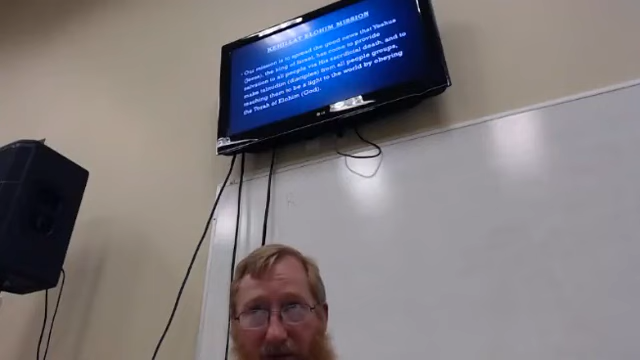 KEHILLAT ELOHIM MISSION
• Our mission is to spread the good news that Yeshua
(Jesus), the king of Israel, has come to provide
salvation to all people via His sacrificial death, and to
make talmidim (disciples) from all people groups,
teaching them to be a light to the world by obeying
the Torah of Elohim (God).
LG